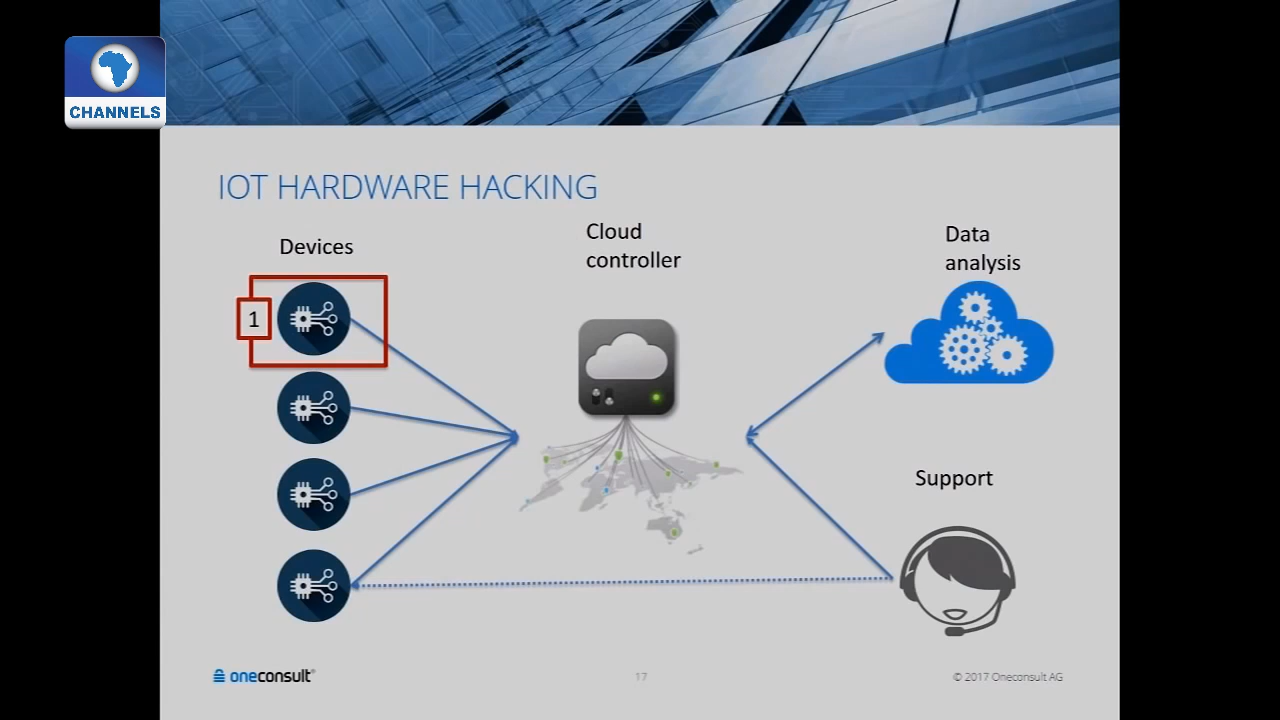 CHANNELS
IOT HARDWARE HACKING
Devices
Cloud
controller
Data
analysis
1
Support
oneconsult®
17
© 2017 Oneconsult AG